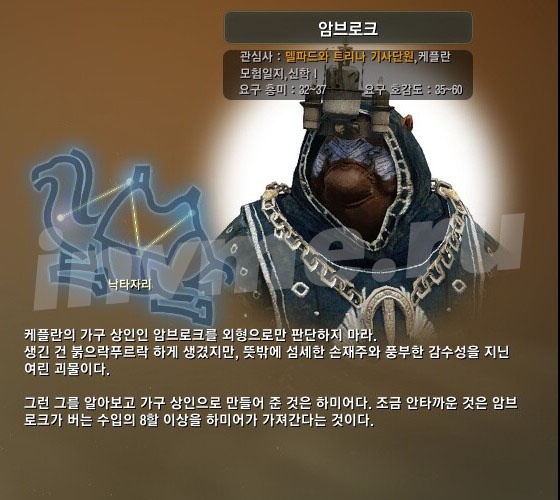 암브로크
관심사 : 델파드와 트리나 기사단원,케플란
모험일지,신학 I
요구 흥미 : 32~37 요구 호감도 : 35~60
낙타자리
inyme.ru
케플란의 가구 상인인 암브로크를 외형으로만 판단하지 마라.
생긴 건 붉으락푸르락 하게 생겼지만, 뜻밖에 섬세한 손재주와 풍부한 감수성을 지닌
여린 괴물이다.
그런 그를 알아보고 가구 상인으로 만들어 준 것은 하미어다. 조금 안타까운 것은 암브
로크가 버는 수입의 8할 이상을 하미어가 가져간다는 것이다.